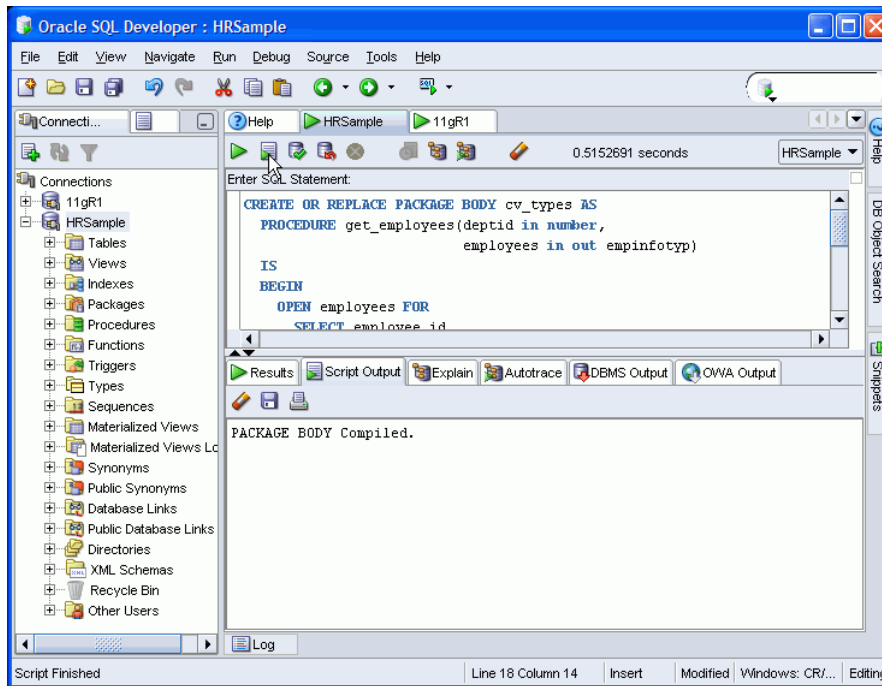 Oracle SQL Developer : HRSample
File Edit View Navigate Run Debug Source Tools Help
Connecti...
Help HRSample 11gR1
0.5152691 seconds HRSample
Enter SQL Statement:
Connections
11gR1
HRSample
Tables
Views
Indexes
Packages
Procedures
Functions
Triggers
Types
Sequences
Materialized Views
Materialized Views Lo
Synonyms
Public Synonyms
Database Links
Public Database Links
Directories
XML Schemas
Recycle Bin
Other Users
CREATE OR REPLACE PACKAGE BODY cv_types AS
PROCEDURE get_employees(deptid in number,
employees in out empinfotyp)
IS
BEGIN
OPEN employees FOR
SELECT employee_id
Results Script Output Explain Autotrace DBMS Output OWA Output
PACKAGE BODY Compiled.
Help
DB Object Search
Snippets
Log
Script Finished Line 18 Column 14 Insert Modified Windows: CR/... Editing